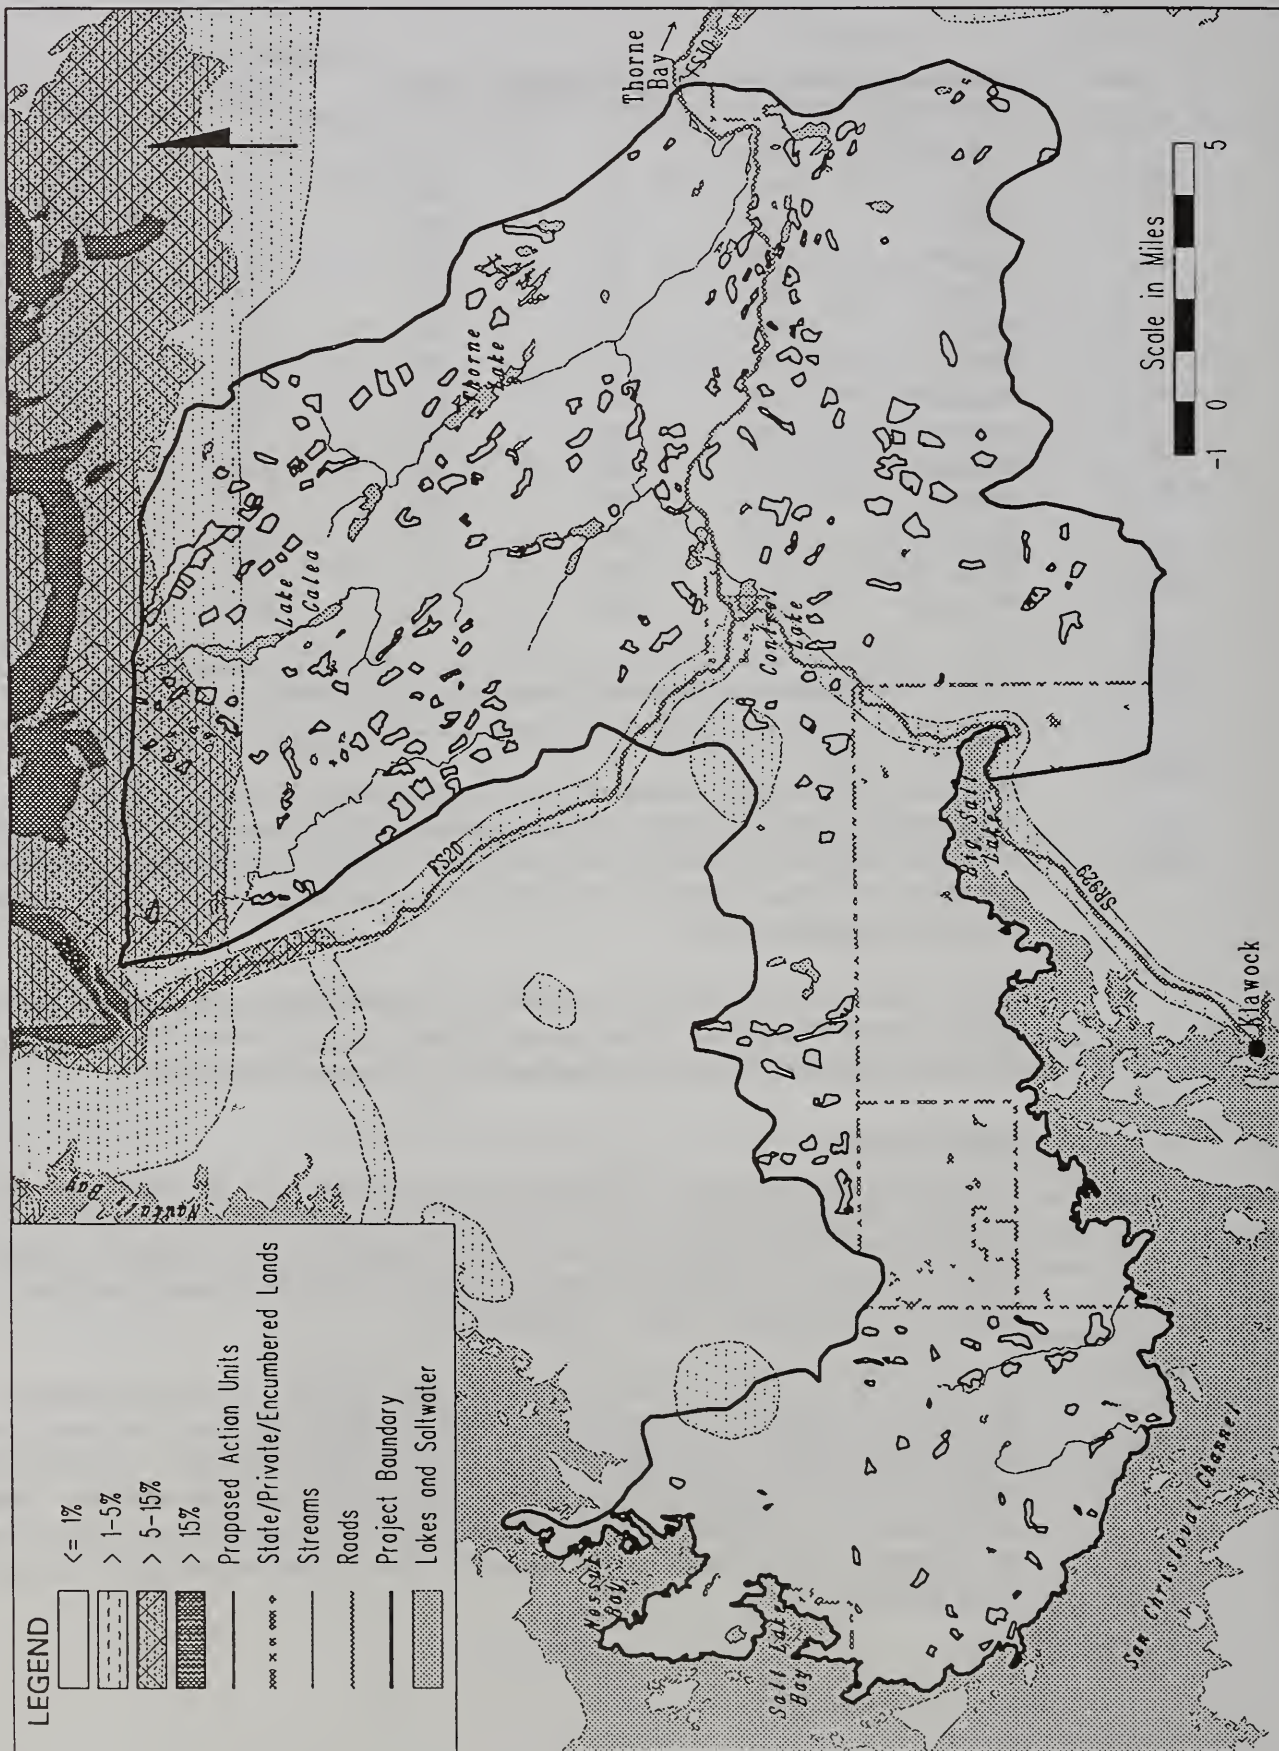 LEGEND
<= 1%
> 1-5%
> 5-15%
> 15%
Proposed Action Units
State/Private/Encumbered Lands
Streams
Roads
Project Boundary
Lakes and Saltwater
Naukati Bay
Thorne
Bay
FS30
Thorne
Lake
Lake
Galea
Control
Lake
FS20
Big Salt
Lake
SR929
Klawock
Nossuk
Bay
Salt Lake
Bay
San Christoval Channel
Scale in Miles
-1 0 5